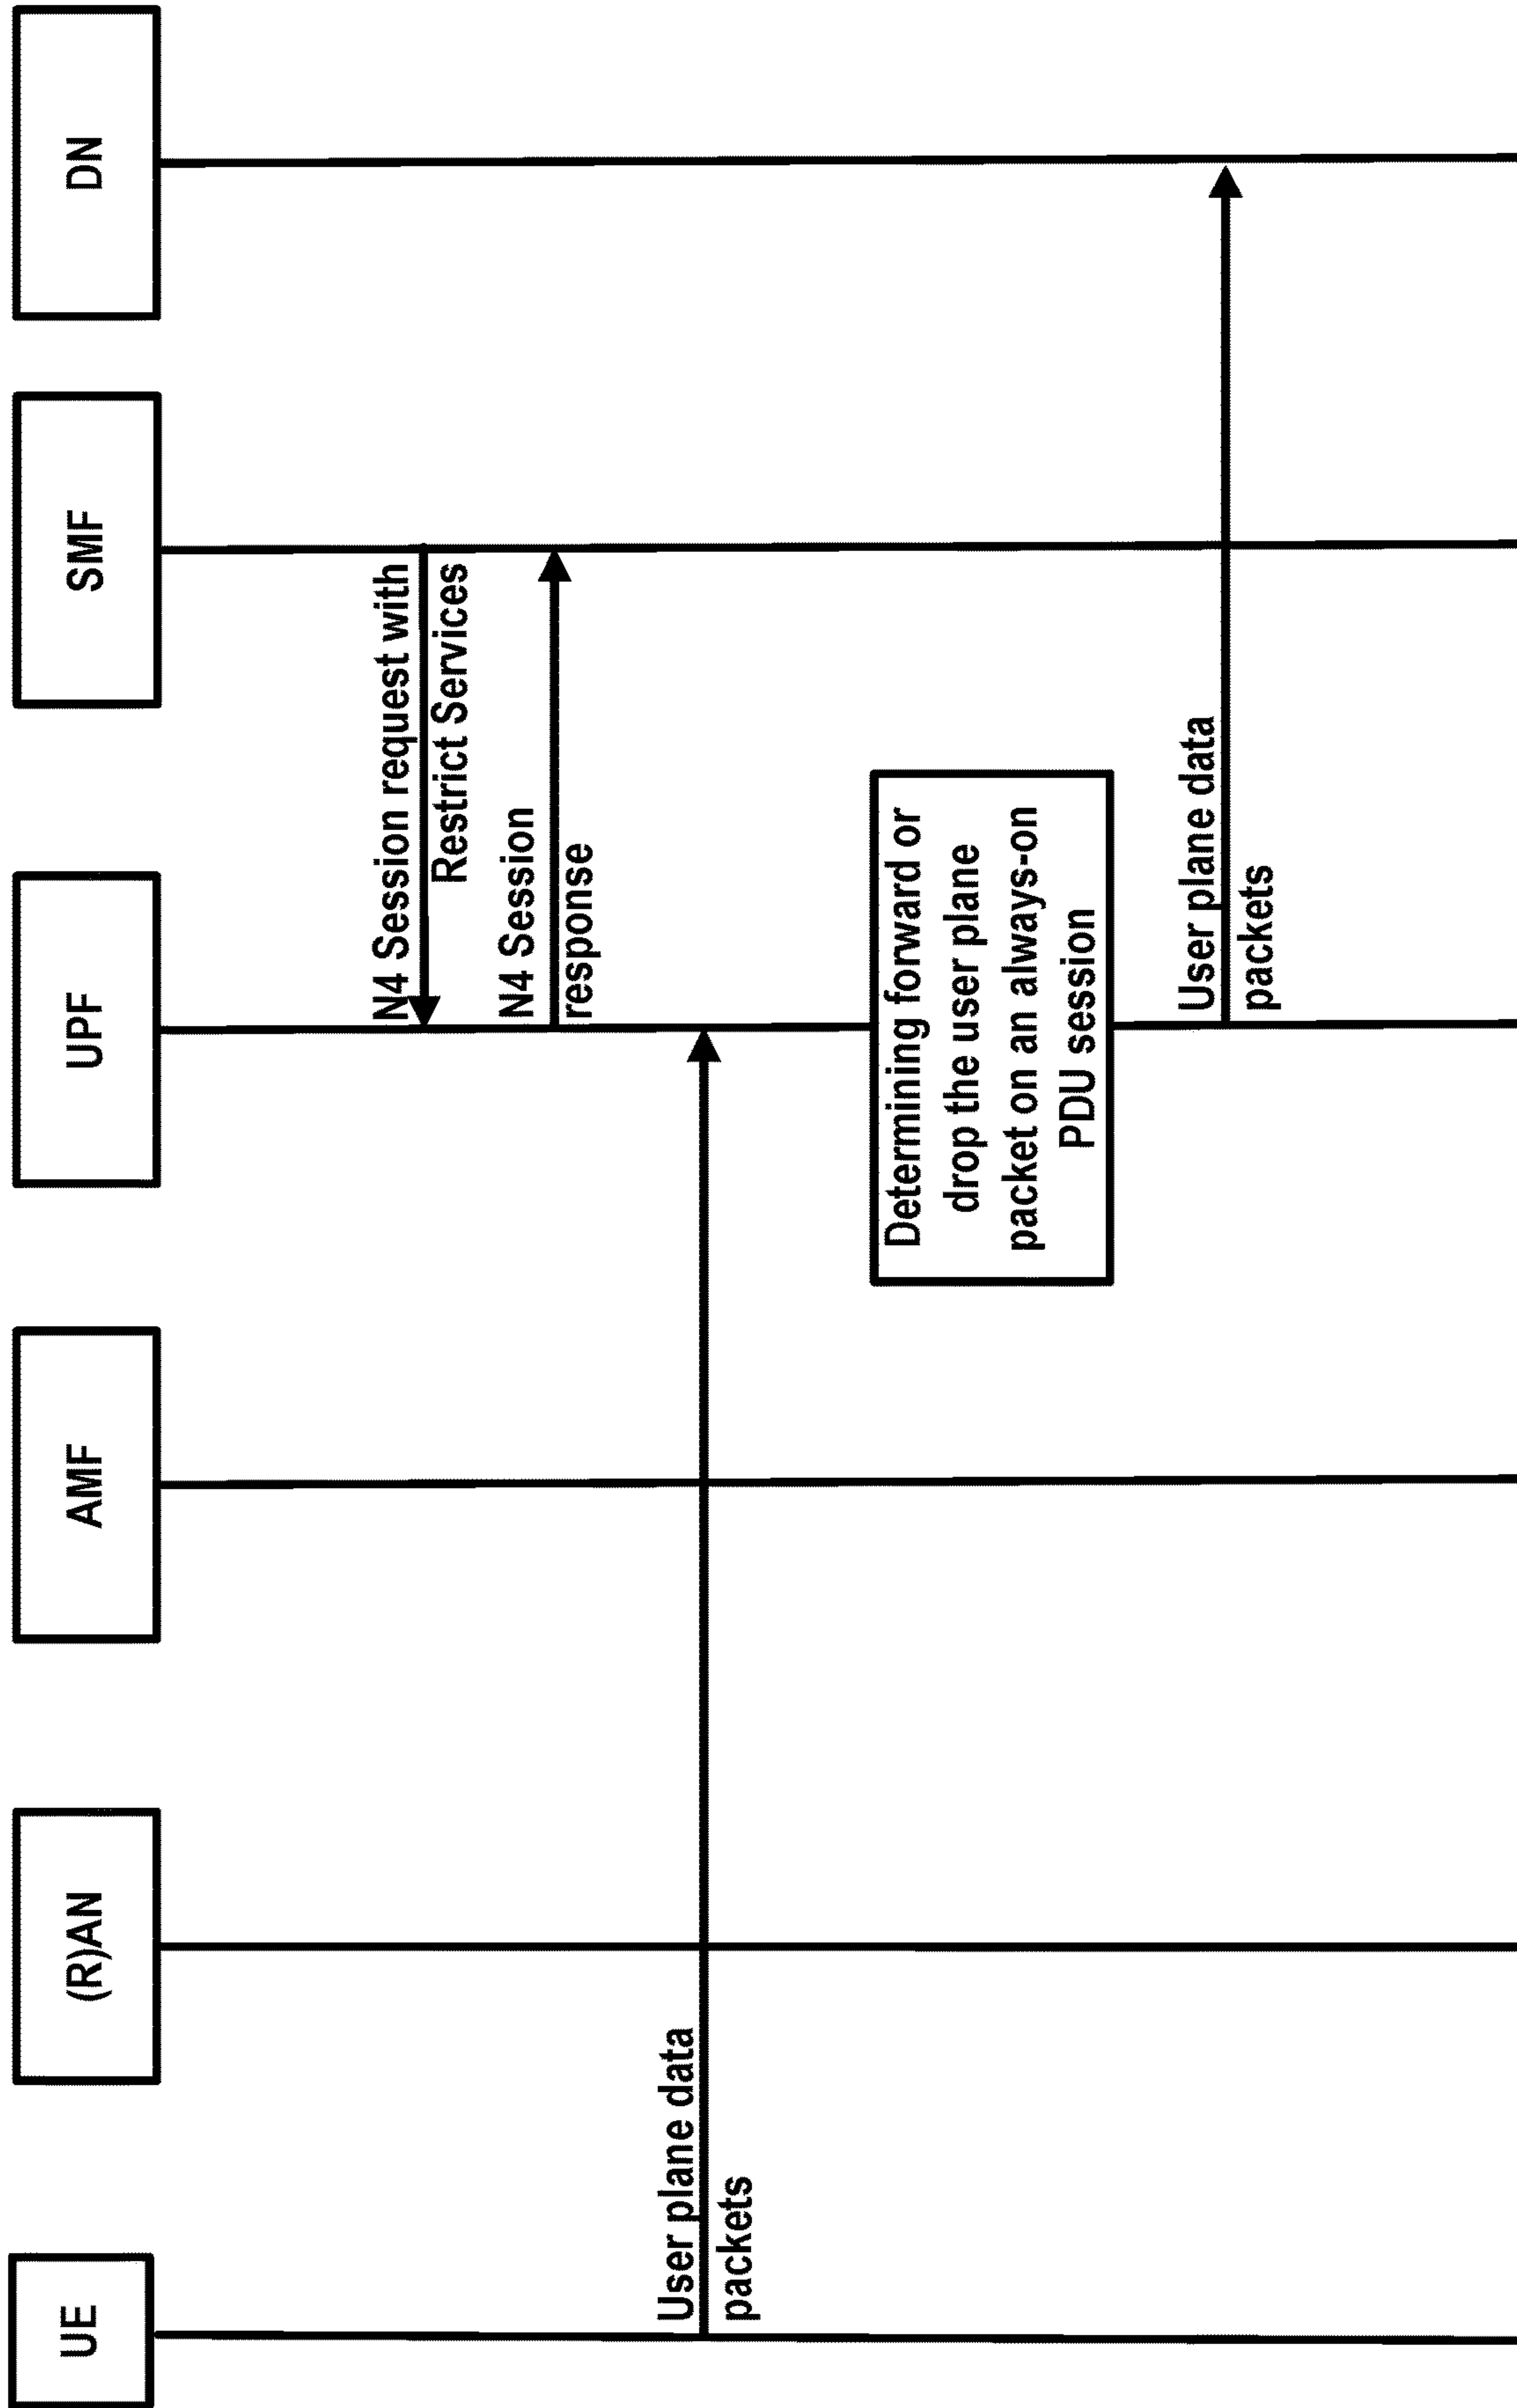 UE
(R)AN
AMF
UPF
SMF
DN
N4 Session request with
Restrict Services
N4 Session
response
User plane data
packets
Determining forward or
drop the user plane
packet on an always-on
PDU session
User plane data
packets